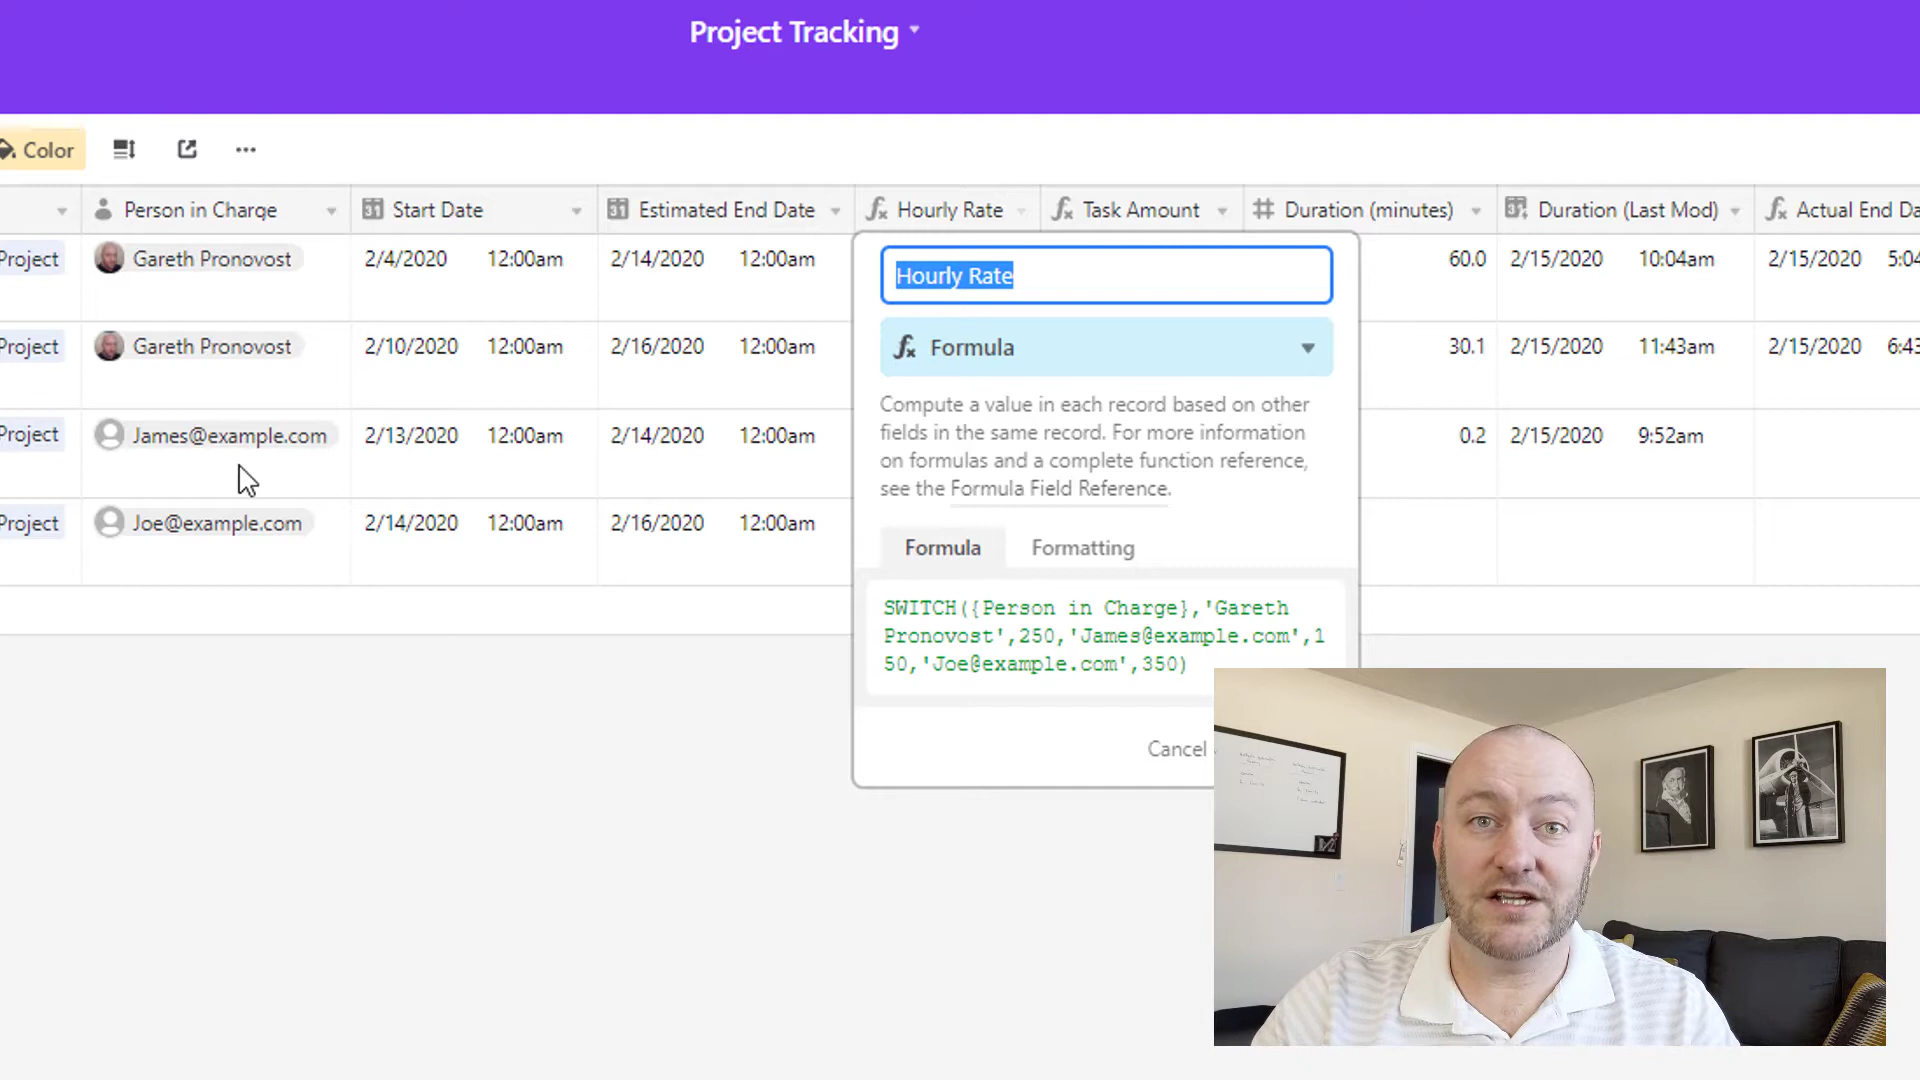 Project Tracking
Color
Person in Charge Start Date Estimated End Date Hourly Rate Task Amount Duration (minutes) Duration (Last Mod) Actual End Da
Project Gareth Pronovost 2/4/2020 12:00am 2/14/2020 12:00am 60.0 2/15/2020 10:04am 2/15/2020 5:04
Project Gareth Pronovost 2/10/2020 12:00am 2/16/2020 12:00am 30.1 2/15/2020 11:43am 2/15/2020 6:43
Project James@example.com 2/13/2020 12:00am 2/14/2020 12:00am 0.2 2/15/2020 9:52am
Project Joe@example.com 2/14/2020 12:00am 2/16/2020 12:00am
Hourly Rate
Formula
Compute a value in each record based on other
fields in the same record. For more information
on formulas and a complete function reference,
see the Formula Field Reference.
Formula Formatting
SWITCH({Person in Charge},'Gareth
Pronovost',250,'James@example.com',1
50,'Joe@example.com',350)
Cancel